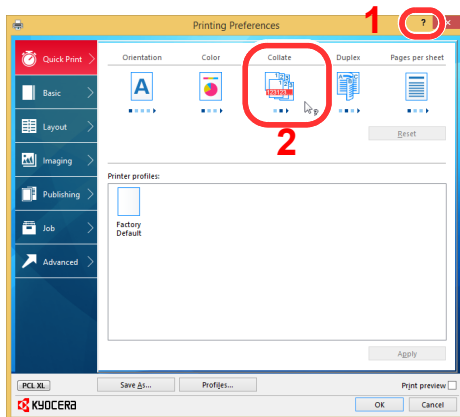 1
Printing Preferences
?
Quick Print
Orientation
Color
Collate
Duplex
Pages per sheet
A
123123
2
Reset
Basic
Layout
Imaging
Publishing
Job
Advanced
Printer profiles:
Factory
Default
Apply
PCL XL
Save As...
Profiles...
Print preview
KYOCERA
OK
Cancel